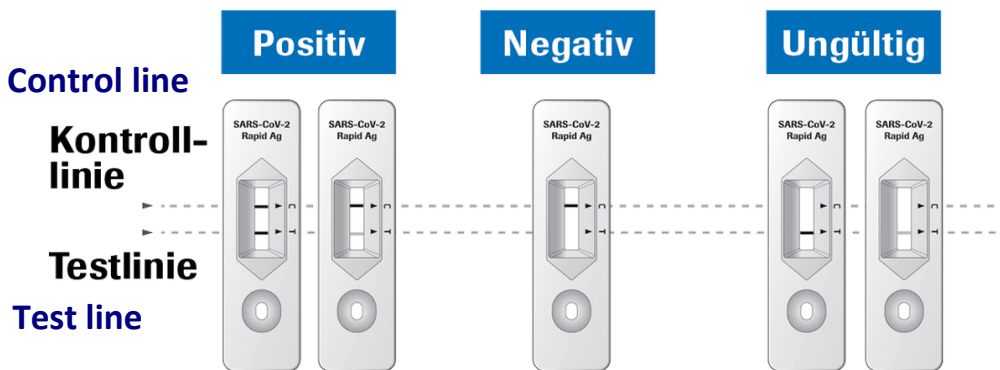 Positiv
Negativ
Ungültig
Control line
Kontroll-
linie
Testlinie
Test line
SARS-CoV-2
Rapid Ag
C
T
SARS-CoV-2
Rapid Ag
C
T
SARS-CoV-2
Rapid Ag
C
T
SARS-CoV-2
Rapid Ag
C
T
SARS-CoV-2
Rapid Ag
C
T